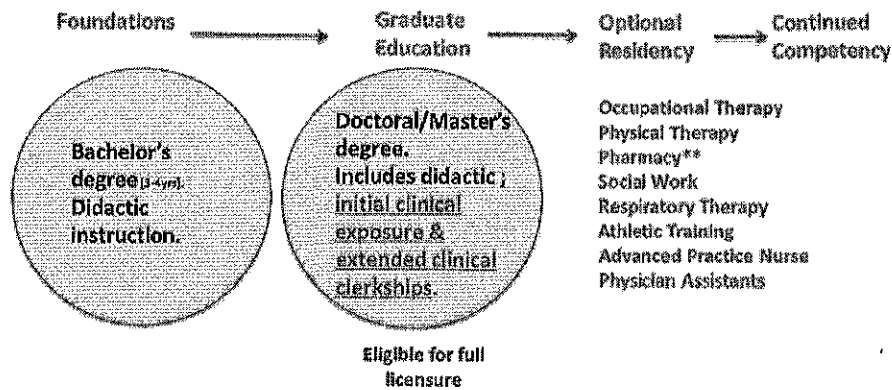 Foundations
Graduate
Education
Optional
Residency
Continued
Competency
Bachelor's
degree [3-4yrs].
Didactic
instruction.
Doctoral/Master's
degree.
Includes didactic ;
initial clinical
exposure &
extended clinical
clerkships.
Eligible for full
licensure
Occupational Therapy
Physical Therapy
Pharmacy**
Social Work
Respiratory Therapy
Athletic Training
Advanced Practice Nurse
Physician Assistants